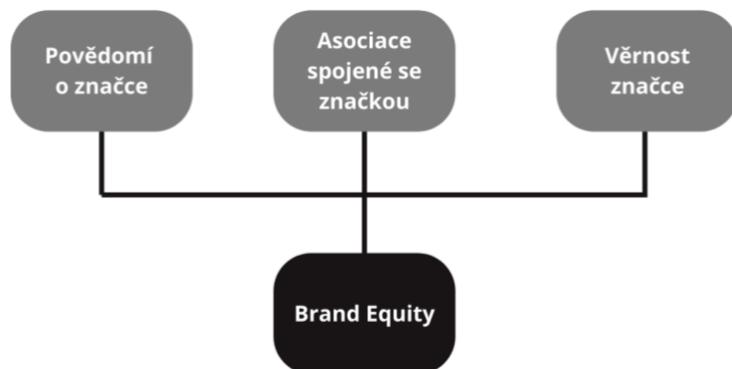 Povědomí
o značce
Asociace
spojené se
značkou
Věrnost
značce
Brand Equity